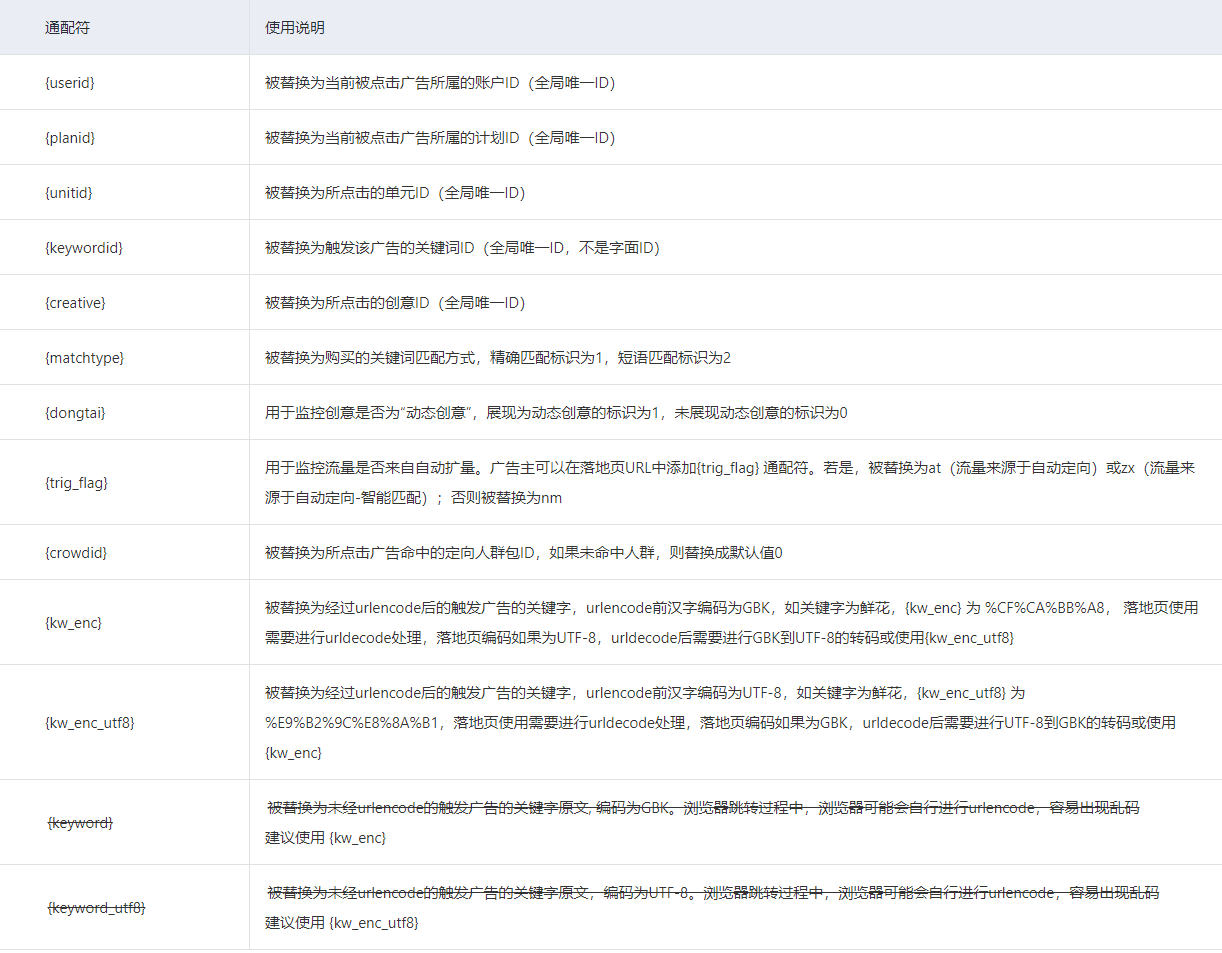 通配符 使用说明
{userid} 被替换为当前被点击广告所属的账户ID（全局唯一ID）
{planid} 被替换为当前被点击广告所属的计划ID（全局唯一ID）
{unitid} 被替换为所点击的单元ID（全局唯一ID）
{keywordid} 被替换为触发该广告的关键词ID（全局唯一ID，不是字面ID）
{creative} 被替换为所点击的创意ID（全局唯一ID）
{matchtype} 被替换为购买的关键词匹配方式，精确匹配标识为1，短语匹配标识为2
{dongtai} 用于监控创意是否为“动态创意”，展现为动态创意的标识为1，未展现动态创意的标识为0
{trig_flag} 用于监控流量是否来自自动扩量。广告主可以在落地页URL中添加{trig_flag} 通配符。若是，被替换为at（流量来源于自动定向）或zx（流量来
源于自动定向-智能匹配）；否则被替换为nm
{crowdid} 被替换为所点击广告命中的定向人群包ID，如果未命中人群，则替换成默认值0
{kw_enc} 被替换为经过urlencode后的触发广告的关键字，urlencode前汉字编码为GBK，如关键字为鲜花，{kw_enc} 为 %CF%CA%BB%A8， 落地页使用
需要进行urldecode处理，落地页编码如果为UTF-8，urldecode后需要进行GBK到UTF-8的转码或使用{kw_enc_utf8}
{kw_enc_utf8} 被替换为经过urlencode后的触发广告的关键字，urlencode前汉字编码为UTF-8，如关键字为鲜花，{kw_enc_utf8} 为
%E9%B2%9C%E8%8A%B1，落地页使用需要进行urldecode处理，落地页编码如果为GBK，urldecode后需要进行UTF-8到GBK的转码或使用
{kw_enc}
{keyword} 被替换为未经urlencode的触发广告的关键字原文, 编码为GBK。浏览器跳转过程中，浏览器可能会自行进行urlencode，容易出现乱码
建议使用 {kw_enc}
{keyword_utf8} 被替换为未经urlencode的触发广告的关键字原文，编码为UTF-8。浏览器跳转过程中，浏览器可能会自行进行urlencode，容易出现乱码
建议使用 {kw_enc_utf8}